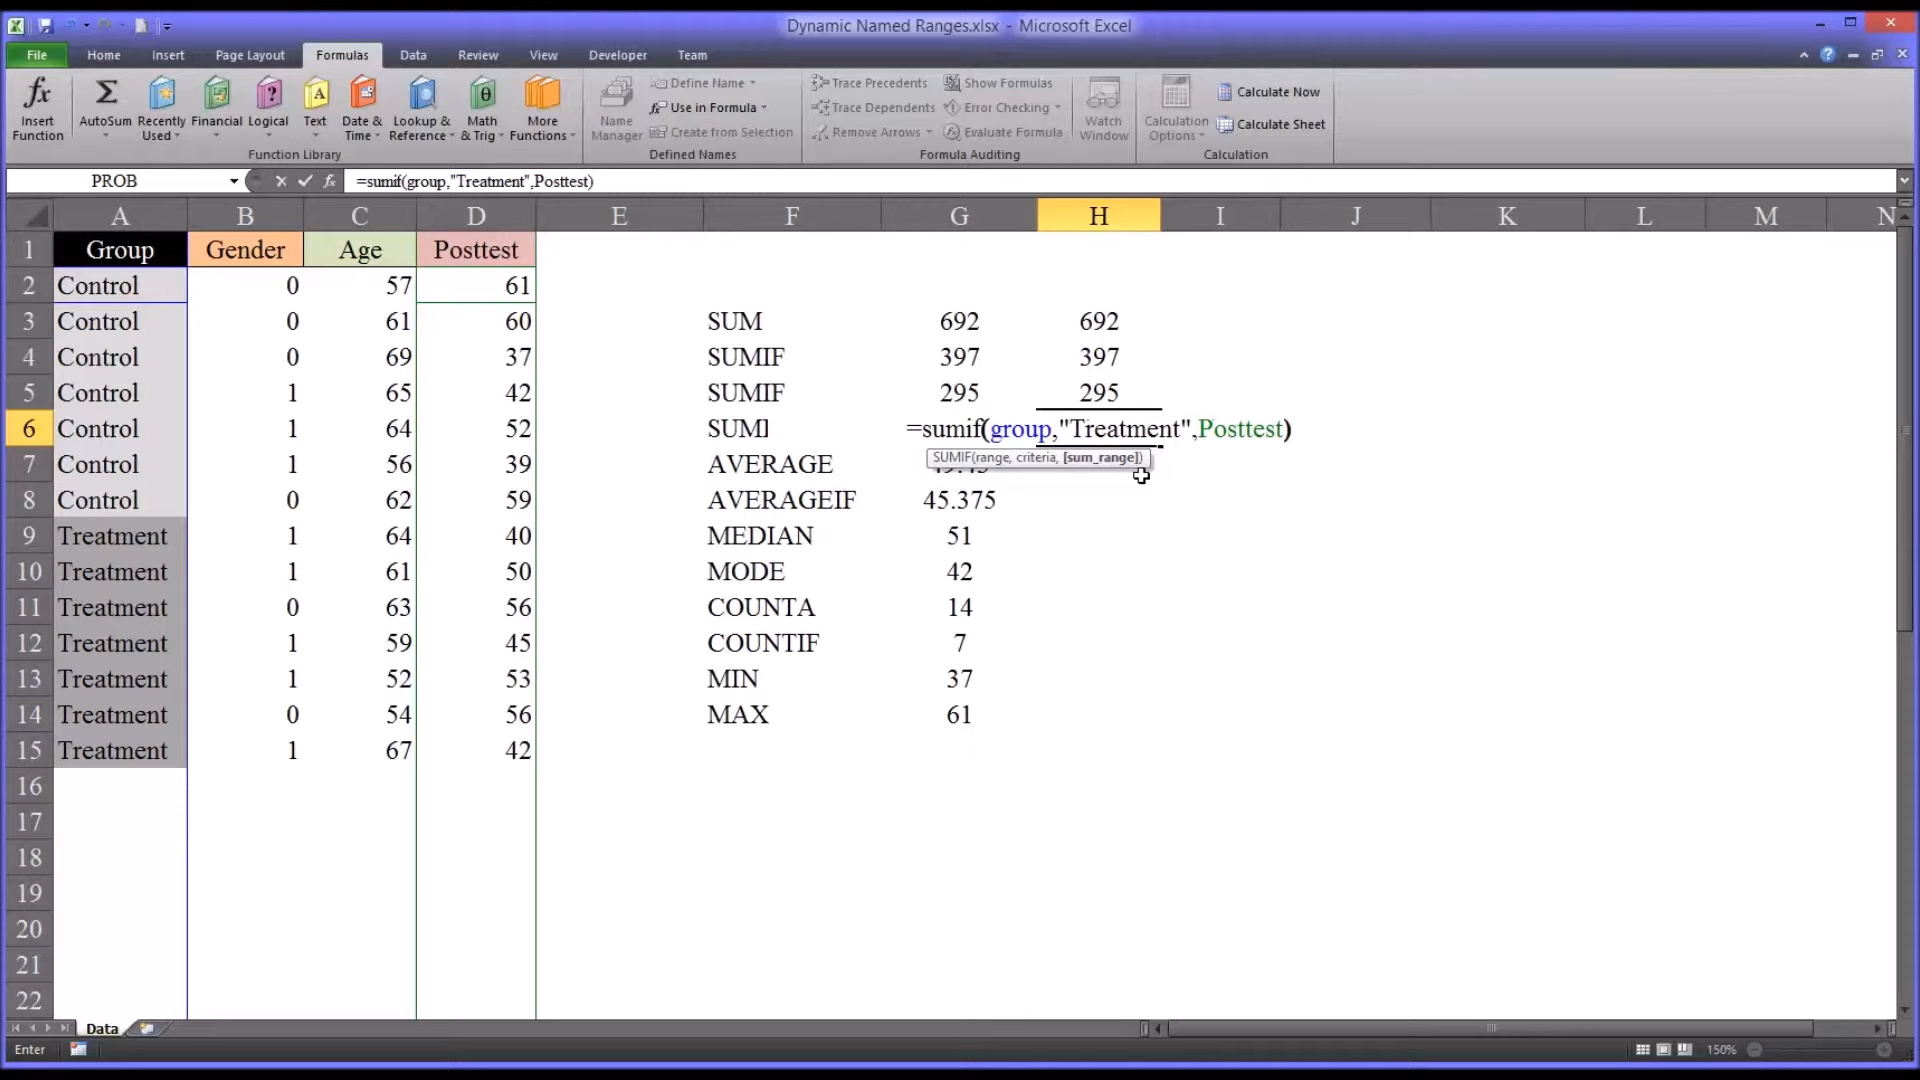 Dynamic Named Ranges.xlsx - Microsoft Excel
File Home Insert Page Layout Formulas Data Review View Developer Team
Insert Function
AutoSum
Recently Used
Financial
Logical
Text
Date & Time
Lookup & Reference
Math & Trig
More Functions
Function Library
Name Manager
Define Name
Use in Formula
Create from Selection
Defined Names
Trace Precedents
Trace Dependents
Remove Arrows
Show Formulas
Error Checking
Evaluate Formula
Formula Auditing
Watch Window
Calculation Options
Calculate Now
Calculate Sheet
Calculation
PROB =sumif(group,"Treatment",Posttest)
A B C D E F G H I J K L M N
1 Group Gender Age Posttest
2 Control 0 57 61
3 Control 0 61 60 SUM 692 692
4 Control 0 69 37 SUMIF 397 397
5 Control 1 65 42 SUMIF 295 295
6 Control 1 64 52 =sumif(group,"Treatment",Posttest)
SUMIF(range, criteria, [sum_range])
7 Control 1 56 39 AVERAGE
8 Control 0 62 59 AVERAGEIF 45.375
9 Treatment 1 64 40 MEDIAN 51
10 Treatment 1 61 50 MODE 42
11 Treatment 0 63 56 COUNTA 14
12 Treatment 1 59 45 COUNTIF 7
13 Treatment 1 52 53 MIN 37
14 Treatment 0 54 56 MAX 61
15 Treatment 1 67 42
16
17
18
19
20
21
22
Data
Enter 150%